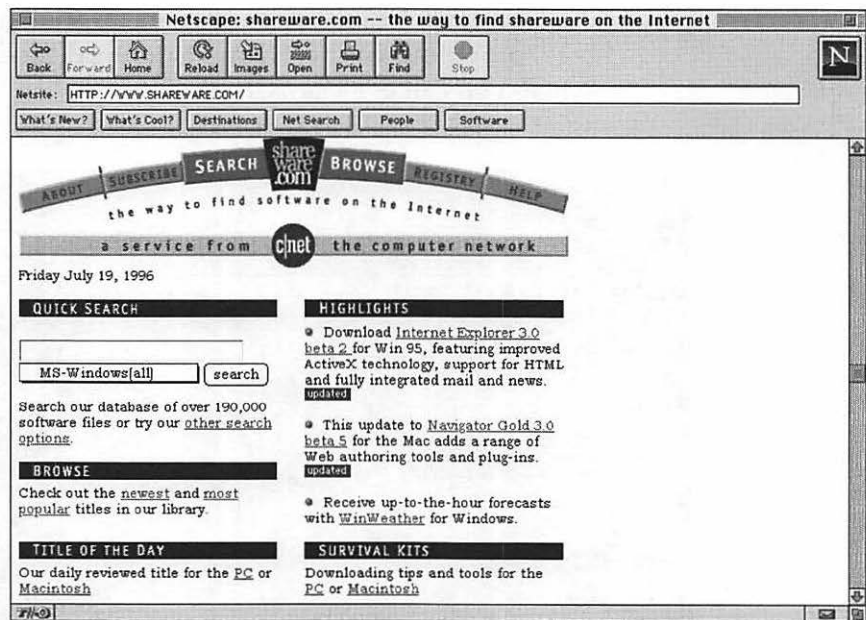 Netscape: shareware.com -- the way to find shareware on the Internet
Back Forward Home Reload Images Open Print Find Stop
N
Netsite: HTTP://WWW.SHAREWARE.COM/
What's New? What's Cool? Destinations Net Search People Software
ABOUT SUBSCRIBE SEARCH share ware .com BROWSE REGISTRY HELP
the way to find software on the Internet
a service from c|net the computer network
Friday July 19, 1996
QUICK SEARCH
MS-Windows(all) search
Search our database of over 190,000
software files or try our other search
options.
BROWSE
Check out the newest and most
popular titles in our library.
TITLE OF THE DAY
Our daily reviewed title for the PC or
Macintosh
HIGHLIGHTS
Download Internet Explorer 3.0
beta 2 for Win 95, featuring improved
ActiveX technology, support for HTML
and fully integrated mail and news.
updated
This update to Navigator Gold 3.0
beta 5 for the Mac adds a range of
Web authoring tools and plug-ins.
updated
Receive up-to-the-hour forecasts
with WinWeather for Windows.
SURVIVAL KITS
Downloading tips and tools for the
PC or Macintosh